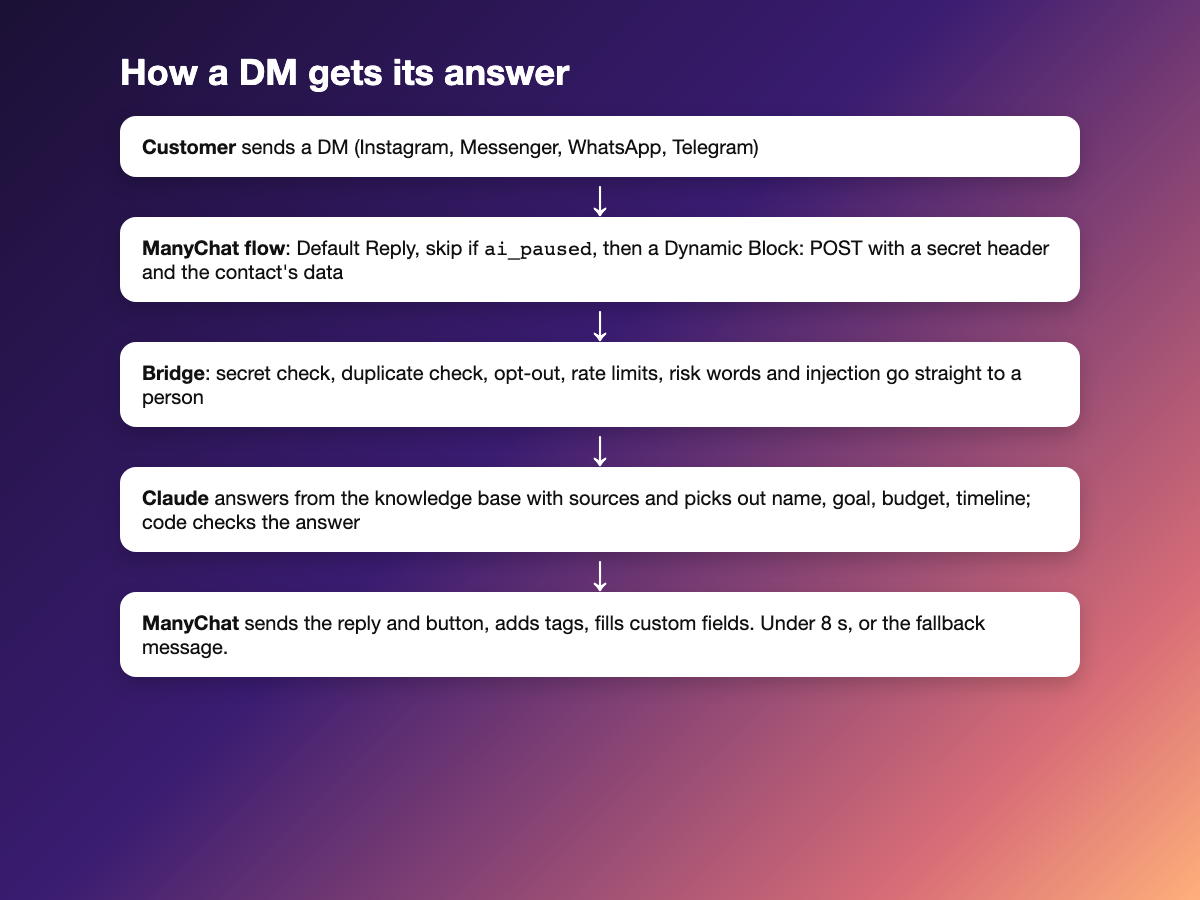 How a DM gets its answer
Customer sends a DM (Instagram, Messenger, WhatsApp, Telegram)
↓
ManyChat flow: Default Reply, skip if ai_paused, then a Dynamic Block: POST with a secret header
and the contact's data
↓
Bridge: secret check, duplicate check, opt-out, rate limits, risk words and injection go straight to a
person
↓
Claude answers from the knowledge base with sources and picks out name, goal, budget, timeline;
code checks the answer
↓
ManyChat sends the reply and button, adds tags, fills custom fields. Under 8 s, or the fallback
message.